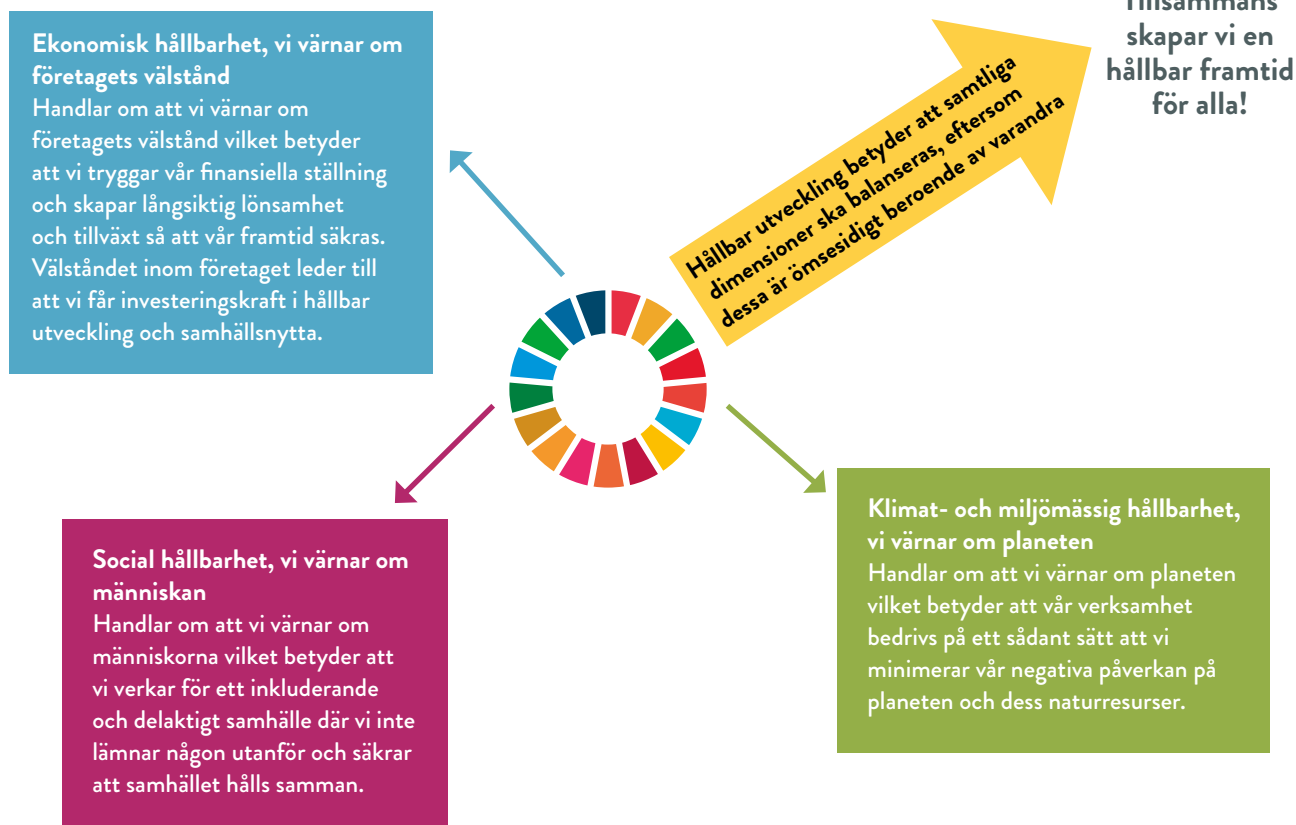 Ekonomisk hållbarhet, vi värnar om
företagets välstånd
Handlar om att vi värnar om
företagets välstånd vilket betyder
att vi tryggar vår finansiella ställning
och skapar långsiktig lönsamhet
och tillväxt så att vår framtid säkras.
Välståndet inom företaget leder till
att vi får investeringskraft i hållbar
utveckling och samhällsnytta.
Hållbar utveckling betyder att samtliga
dimensioner ska balanseras, eftersom
dessa är ömsesidigt beroende av varandra
Tillsammans
skapar vi en
hållbar framtid
för alla!
Social hållbarhet, vi värnar om
människan
Handlar om att vi värnar om
människorna vilket betyder att
vi verkar för ett inkluderande
och delaktigt samhälle där vi inte
lämnar någon utanför och säkrar
att samhället hålls samman.
Klimat- och miljömässig hållbarhet,
vi värnar om planeten
Handlar om att vi värnar om planeten
vilket betyder att vår verksamhet
bedrivs på ett sådant sätt att vi
minimerar vår negativa påverkan på
planeten och dess naturresurser.